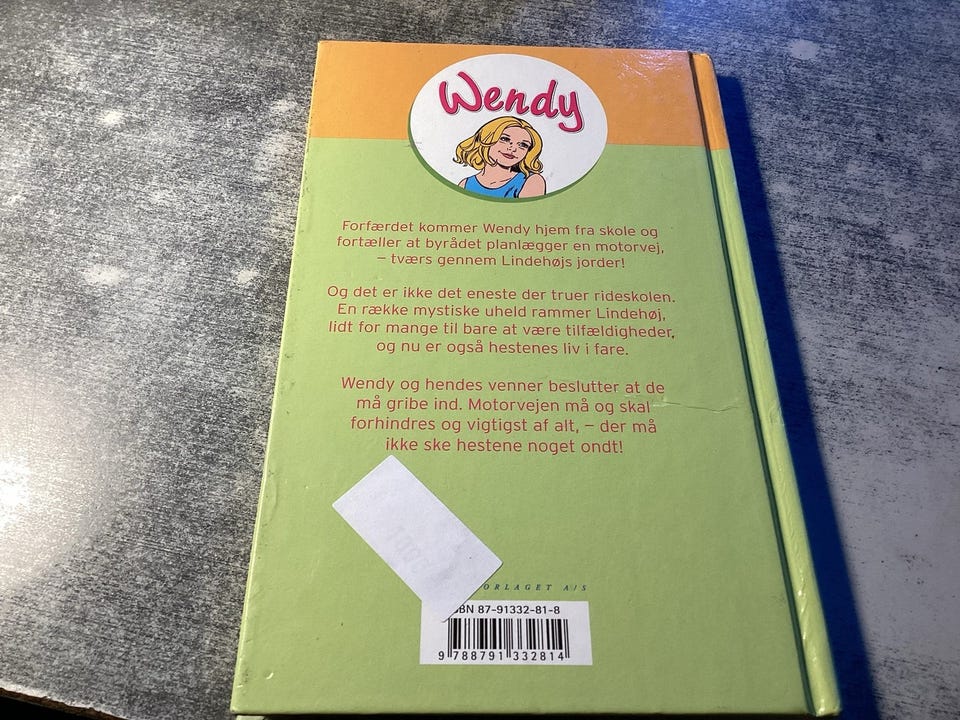 Wendy
Forfærdet kommer Wendy hjem fra skole og
fortæller at byrådet planlægger en motorvej,
– tværs gennem Lindehøjs jorder!
Og det er ikke det eneste der truer rideskolen.
En række mystiske uheld rammer Lindehøj,
lidt for mange til bare at være tilfældigheder,
og nu er også hestenes liv i fare.
Wendy og hendes venner beslutter at de
må gribe ind. Motorvejen må og skal
forhindres og vigtigst af alt, – der må
ikke ske hestene noget ondt!
ORLAGET A/S
BN 87-91332-81-8
9 788791 332814